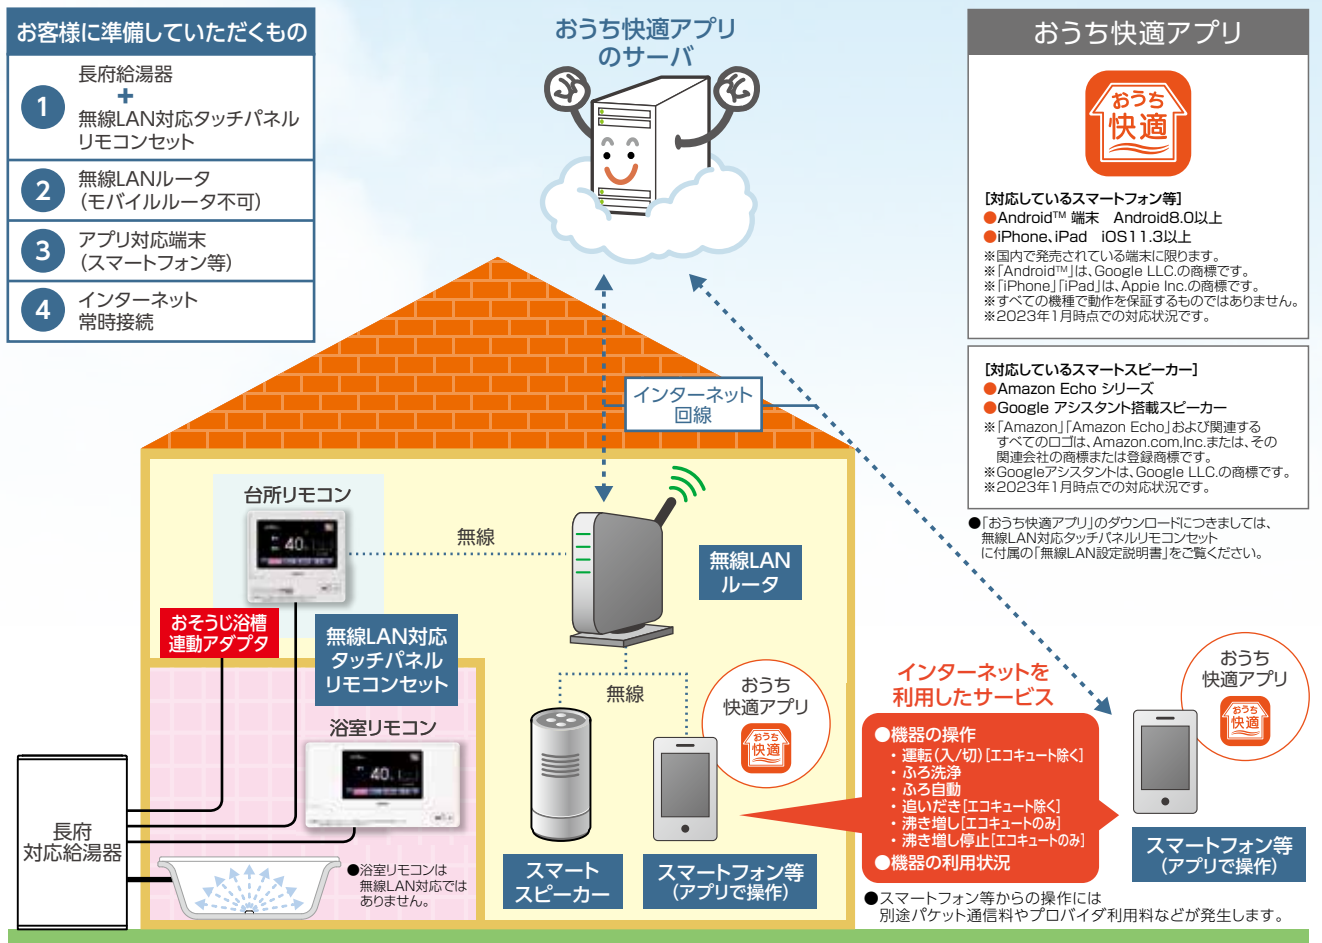 お客様に準備していただくもの
1
長府給湯器
+
無線LAN対応タッチパネル
リモコンセット
2
無線LANルータ
(モバイルルータ不可)
3
アプリ対応端末
(スマートフォン等)
4
インターネット
常時接続
おうち快適アプリ
のサーバ
おうち快適アプリ
おうち
快適
[対応しているスマートフォン等]
●Android™ 端末 Android8.0以上
●iPhone、iPad iOS11.3以上
※国内で発売されている端末に限ります。
※「Android™」は、Google LLC.の商標です。
※「iPhone」「iPad」は、Apple Inc.の商標です。
※すべての機種で動作を保証するものではありません。
※2023年1月時点での対応状況です。
[対応しているスマートスピーカー]
●Amazon Echo シリーズ
●Google アシスタント搭載スピーカー
※「Amazon」「Amazon Echo」および関連する
すべてのロゴは、Amazon.com,Inc.または、その
関連会社の商標または登録商標です。
※Googleアシスタントは、Google LLC.の商標です。
※2023年1月時点での対応状況です。
●「おうち快適アプリ」のダウンロードにつきましては、
無線LAN対応タッチパネルリモコンセット
に付属の「無線LAN設定説明書」をご覧ください。
インターネット
回線
台所リモコン
40
無線
無線LAN
ルータ
おそうじ浴槽
連動アダプタ
無線LAN対応
タッチパネル
リモコンセット
浴室リモコン
40
無線
おうち
快適アプリ
おうち
快適
長府
対応給湯器
●浴室リモコンは
無線LAN対応では
ありません。
スマート
スピーカー
スマートフォン等
(アプリで操作)
インターネットを
利用したサービス
●機器の操作
・運転(入/切)[エコキュート除く]
・ふろ洗浄
・ふろ自動
・追いだき[エコキュート除く]
・沸き増し[エコキュートのみ]
・沸き増し停止[エコキュートのみ]
●機器の利用状況
おうち
快適アプリ
おうち
快適
スマートフォン等
(アプリで操作)
●スマートフォン等からの操作には
別途パケット通信料やプロバイダ利用料などが発生します。